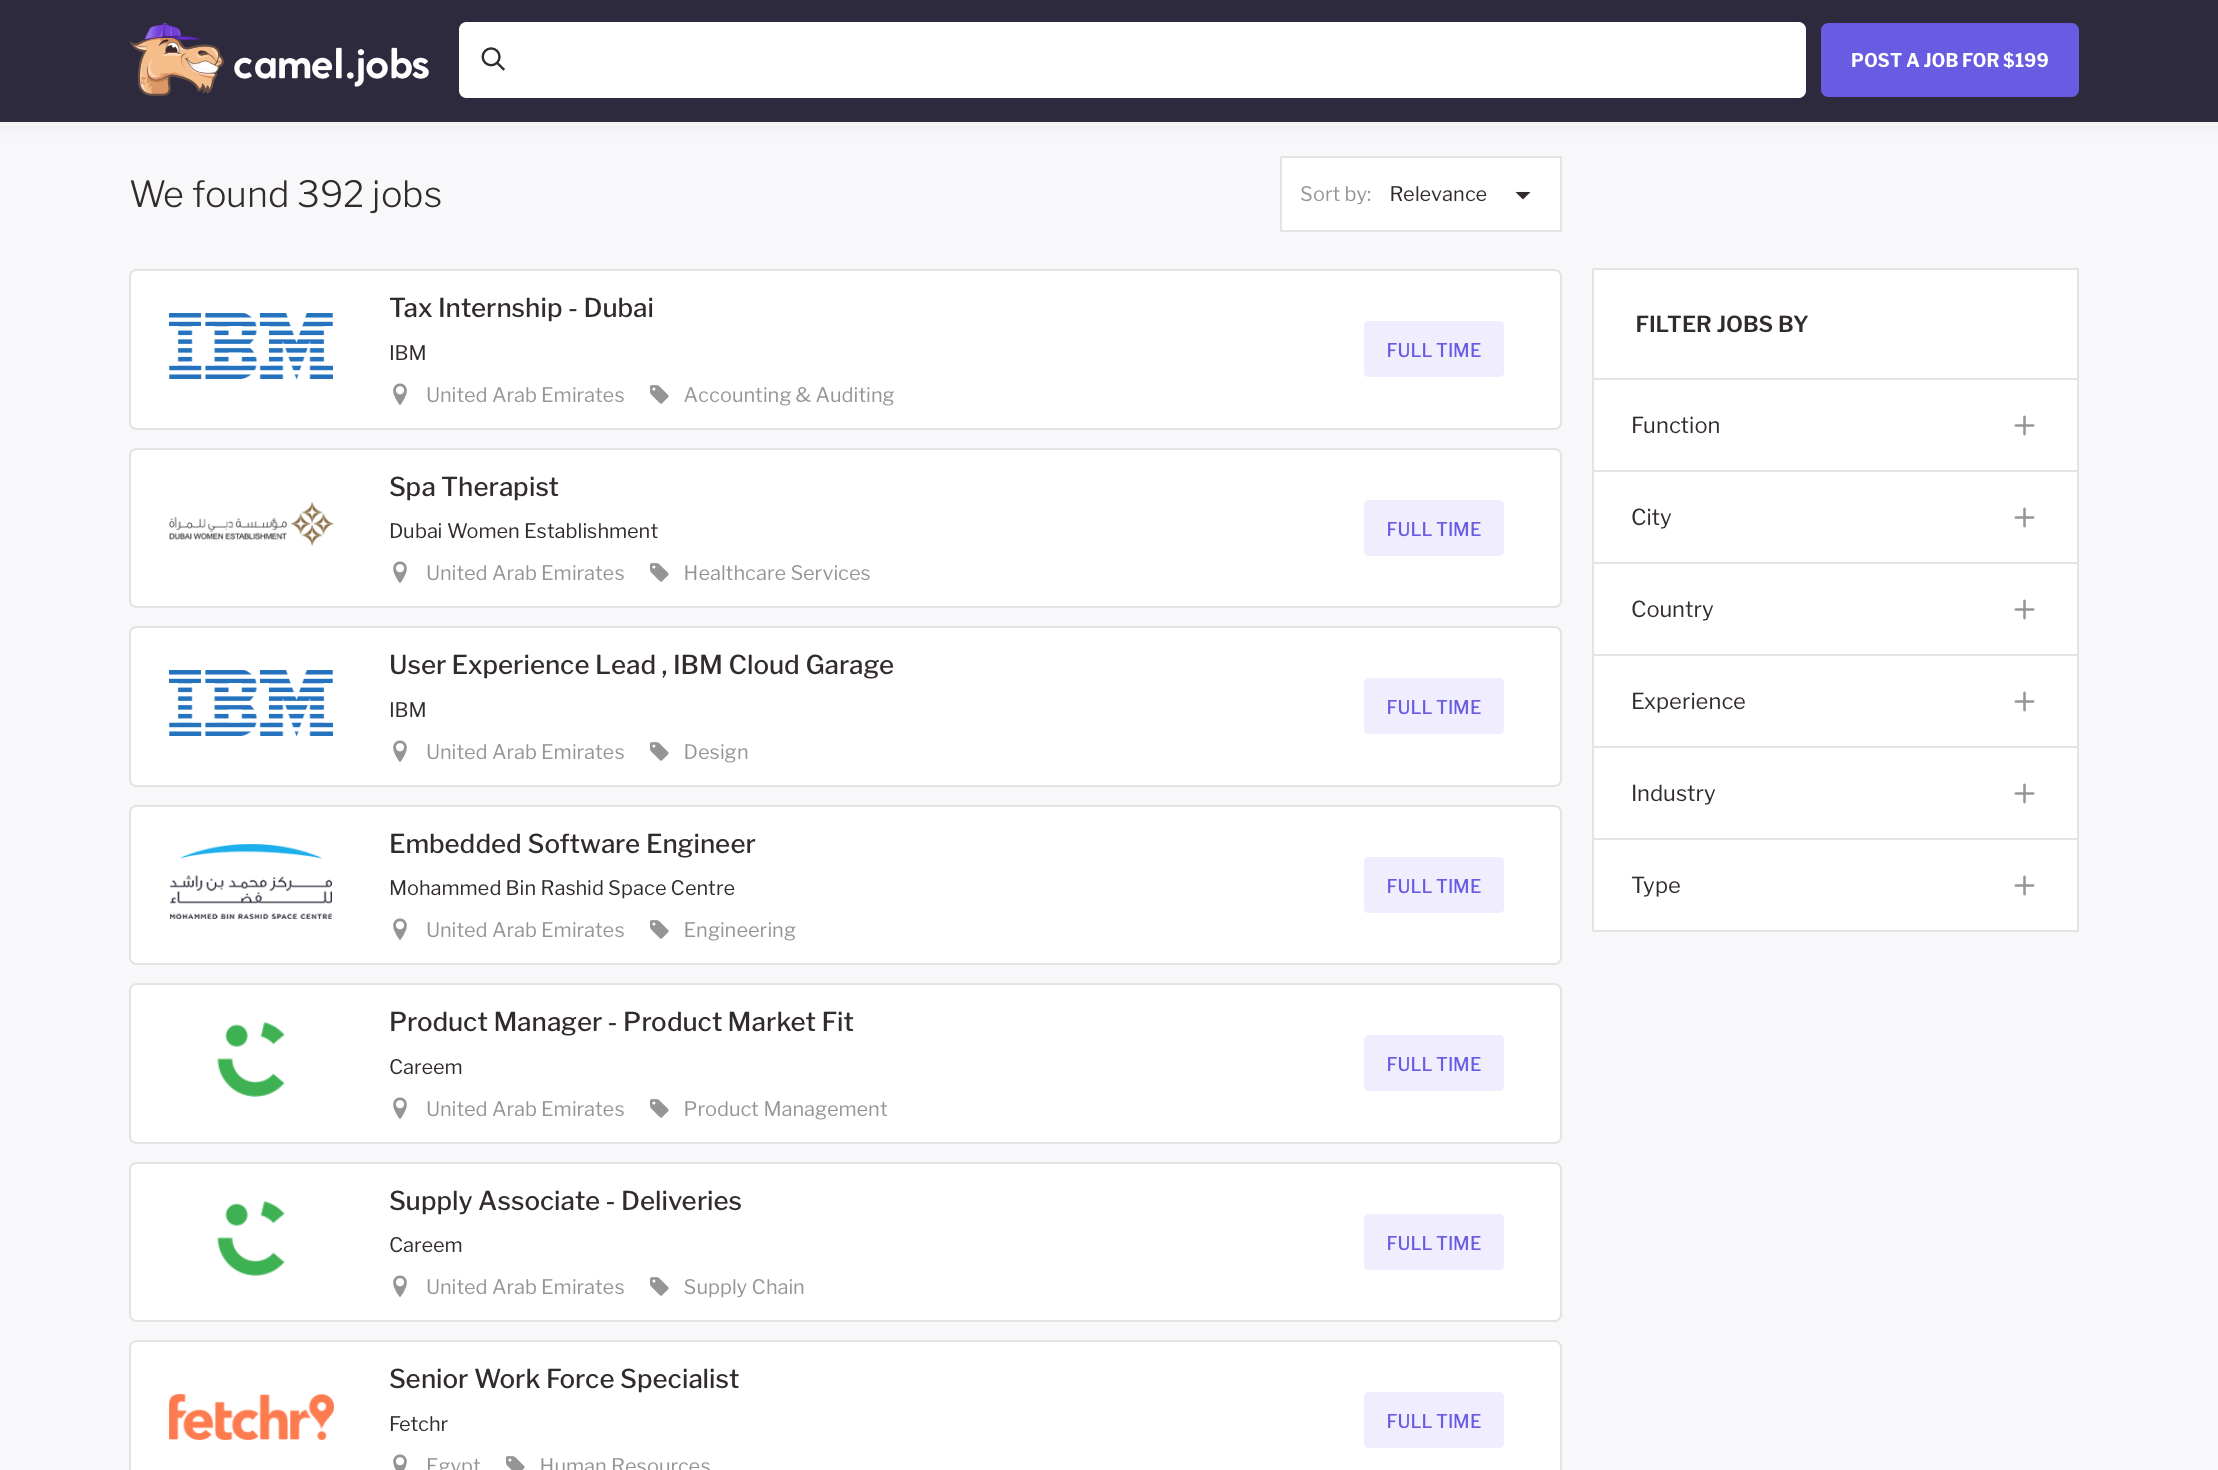 camel.jobs
POST A JOB FOR $199
We found 392 jobs
Sort by: Relevance
IBM
Tax Internship - Dubai
IBM
United Arab Emirates Accounting & Auditing
FULL TIME
مؤسسة دبي للمرأة
DUBAI WOMEN ESTABLISHMENT
Spa Therapist
Dubai Women Establishment
United Arab Emirates Healthcare Services
FULL TIME
IBM
User Experience Lead , IBM Cloud Garage
IBM
United Arab Emirates Design
FULL TIME
مركز محمد بن راشد
للفضاء
MOHAMMED BIN RASHID SPACE CENTRE
Embedded Software Engineer
Mohammed Bin Rashid Space Centre
United Arab Emirates Engineering
FULL TIME
Product Manager - Product Market Fit
Careem
United Arab Emirates Product Management
FULL TIME
Supply Associate - Deliveries
Careem
United Arab Emirates Supply Chain
FULL TIME
fetchr
Senior Work Force Specialist
Fetchr
Egypt Human Resources
FULL TIME
FILTER JOBS BY
Function
City
Country
Experience
Industry
Type